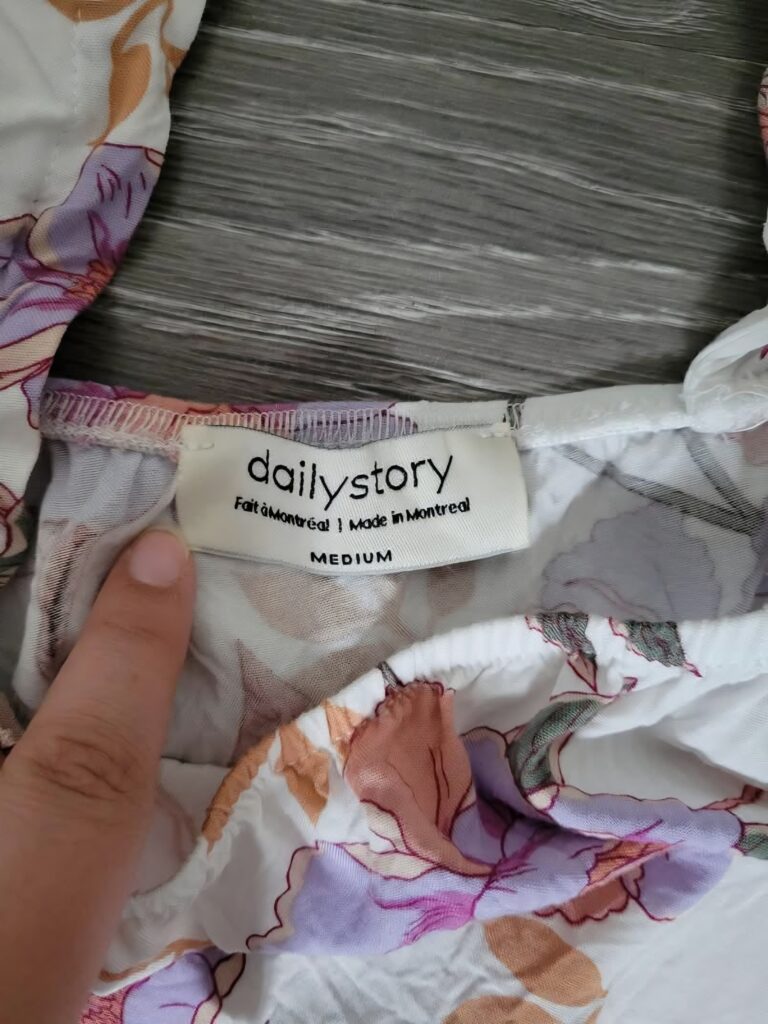 dailystory
Fait à Montréal | Made in Montreal
MEDIUM